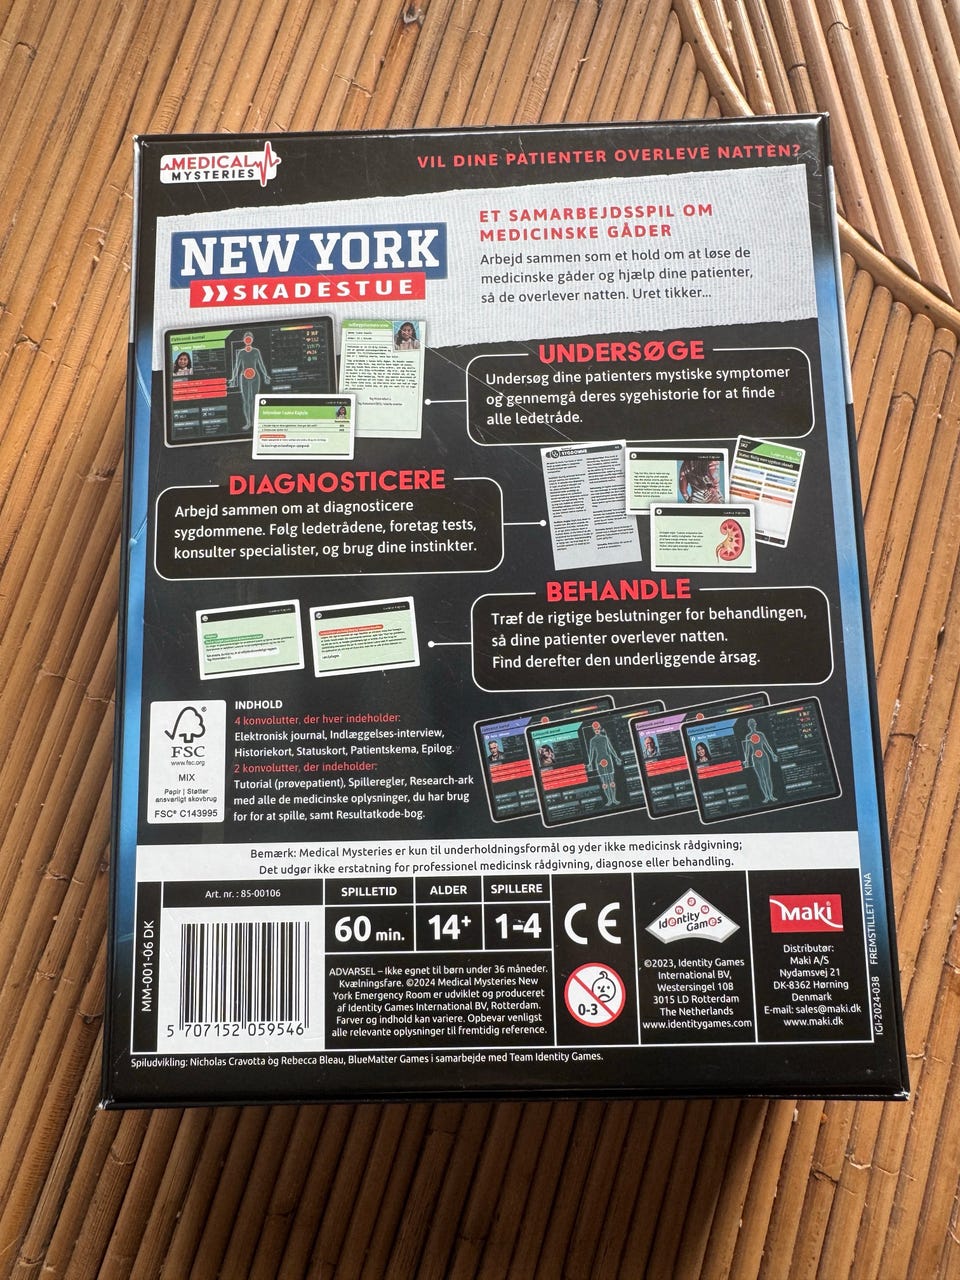 MEDICAL
MYSTERIES
VIL DINE PATIENTER OVERLEVE NATTEN?
NEW YORK
SKADESTUE
ET SAMARBEJDSSPIL OM
MEDICINSKE GÅDER
Arbejd sammen som et hold om at løse de
medicinske gåder og hjælp dine patienter,
så de overlever natten. Uret tikker...
UNDERSØGE
Undersøg dine patienters mystiske symptomer
og gennemgå deres sygehistorie for at finde
alle ledetråde.
DIAGNOSTICERE
Arbejd sammen om at diagnosticere
sygdommene. Følg ledetrådene, foretag tests,
konsulter specialister, og brug dine instinkter.
BEHANDLE
Træf de rigtige beslutninger for behandlingen,
så dine patienter overlever natten.
Find derefter den underliggende årsag.
FSC
www.fsc.org
MIX
Papir | Støtter
ansvarligt skovbrug
FSC® C143995
INDHOLD
4 konvolutter, der hver indeholder:
Elektronisk journal, Indlæggelses-interview,
Historiekort, Statuskort, Patientskema, Epilog.
2 konvolutter, der indeholder:
Tutorial (prøvepatient), Spilleregler, Research-ark
med alle de medicinske oplysninger, du har brug
for for at spille, samt Resultatkode-bog.
Bemærk: Medical Mysteries er kun til underholdningsformål og yder ikke medicinsk rådgivning;
Det udgør ikke erstatning for professionel medicinsk rådgivning, diagnose eller behandling.
MM-001-06 DK
Art. nr.: 85-00106
5 707152 059546
SPILLETID
60 min.
ALDER
14+
SPILLERE
1-4
ADVARSEL – Ikke egnet til børn under 36 måneder.
Kvælningsfare. ©2024 Medical Mysteries New
York Emergency Room er udviklet og produceret
af Identity Games International BV, Rotterdam.
Farver og indhold kan variere. Opbevar venligst
alle relevante oplysninger til fremtidig reference.
CE
0-3
Identity
Games
©2023, Identity Games
International BV,
Westersingel 108
3015 LD Rotterdam
The Netherlands
www.identitygames.com
Maki
Distributør:
Maki A/S
Nydamsvej 21
DK-8362 Hørning
Denmark
E-mail: sales@maki.dk
www.maki.dk
IGI-2024-038 FREMSTILLET I KINA
Spiludvikling: Nicholas Cravotta og Rebecca Bleau, BlueMatter Games i samarbejde med Team Identity Games.